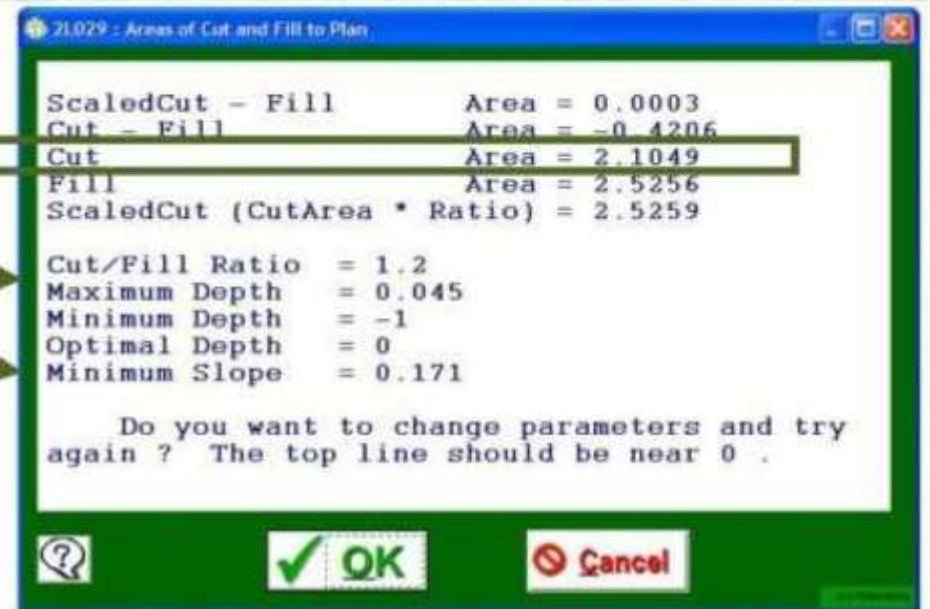 2L029 : Areas of Cut and Fill to Plan
ScaledCut - Fill Area = 0.0003
Cut - Fill Area = -0.4206
Cut Area = 2.1049
Fill Area = 2.5256
ScaledCut (CutArea * Ratio) = 2.5259
Cut/Fill Ratio = 1.2
Maximum Depth = 0.045
Minimum Depth = -1
Optimal Depth = 0
Minimum Slope = 0.171
Do you want to change parameters and try
again ? The top line should be near 0 .
OK Cancel